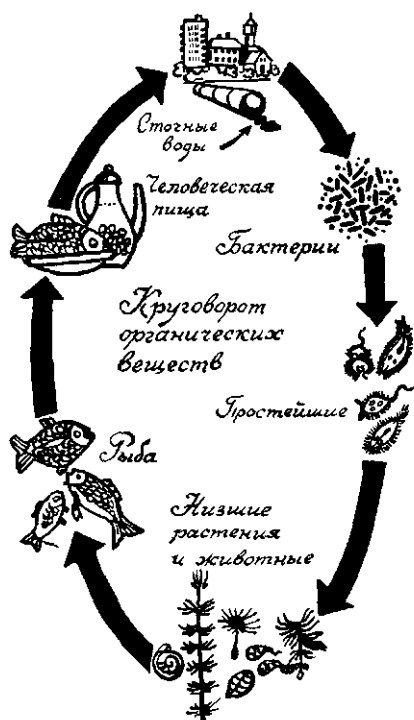 Сточные
воды
Человеческая
пища
Бактерии
Круговорот
органических
веществ
Простейшие
Рыба
Низшие
растения
и животные